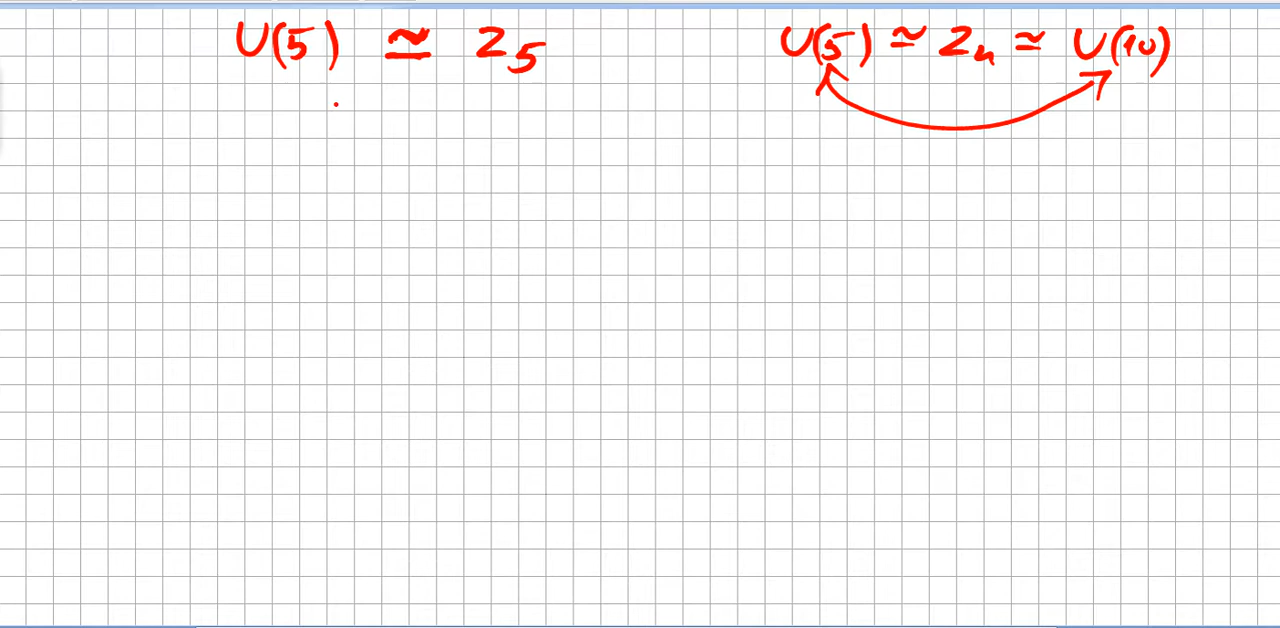 U(5) ≃ Z₅
U(5) ≃ Z₄ ≃ U(10)